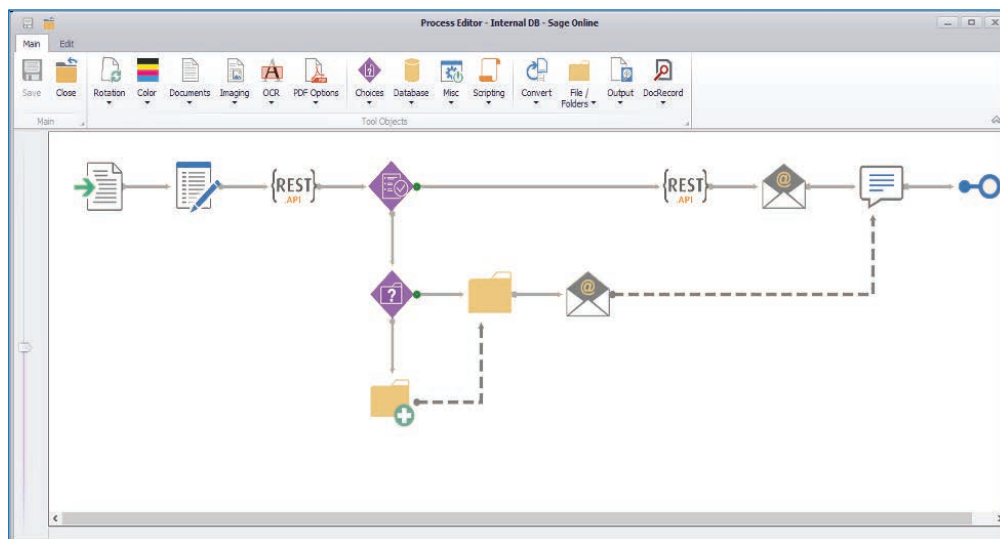 Process Editor - Internal DB - Sage Online
Main Edit
Save Close Rotation Color Documents Imaging OCR PDF Options Choices Database Misc Scripting Convert File / Folders Output DocRecord
Main Tool Objects
{REST} API {REST} API @
? @